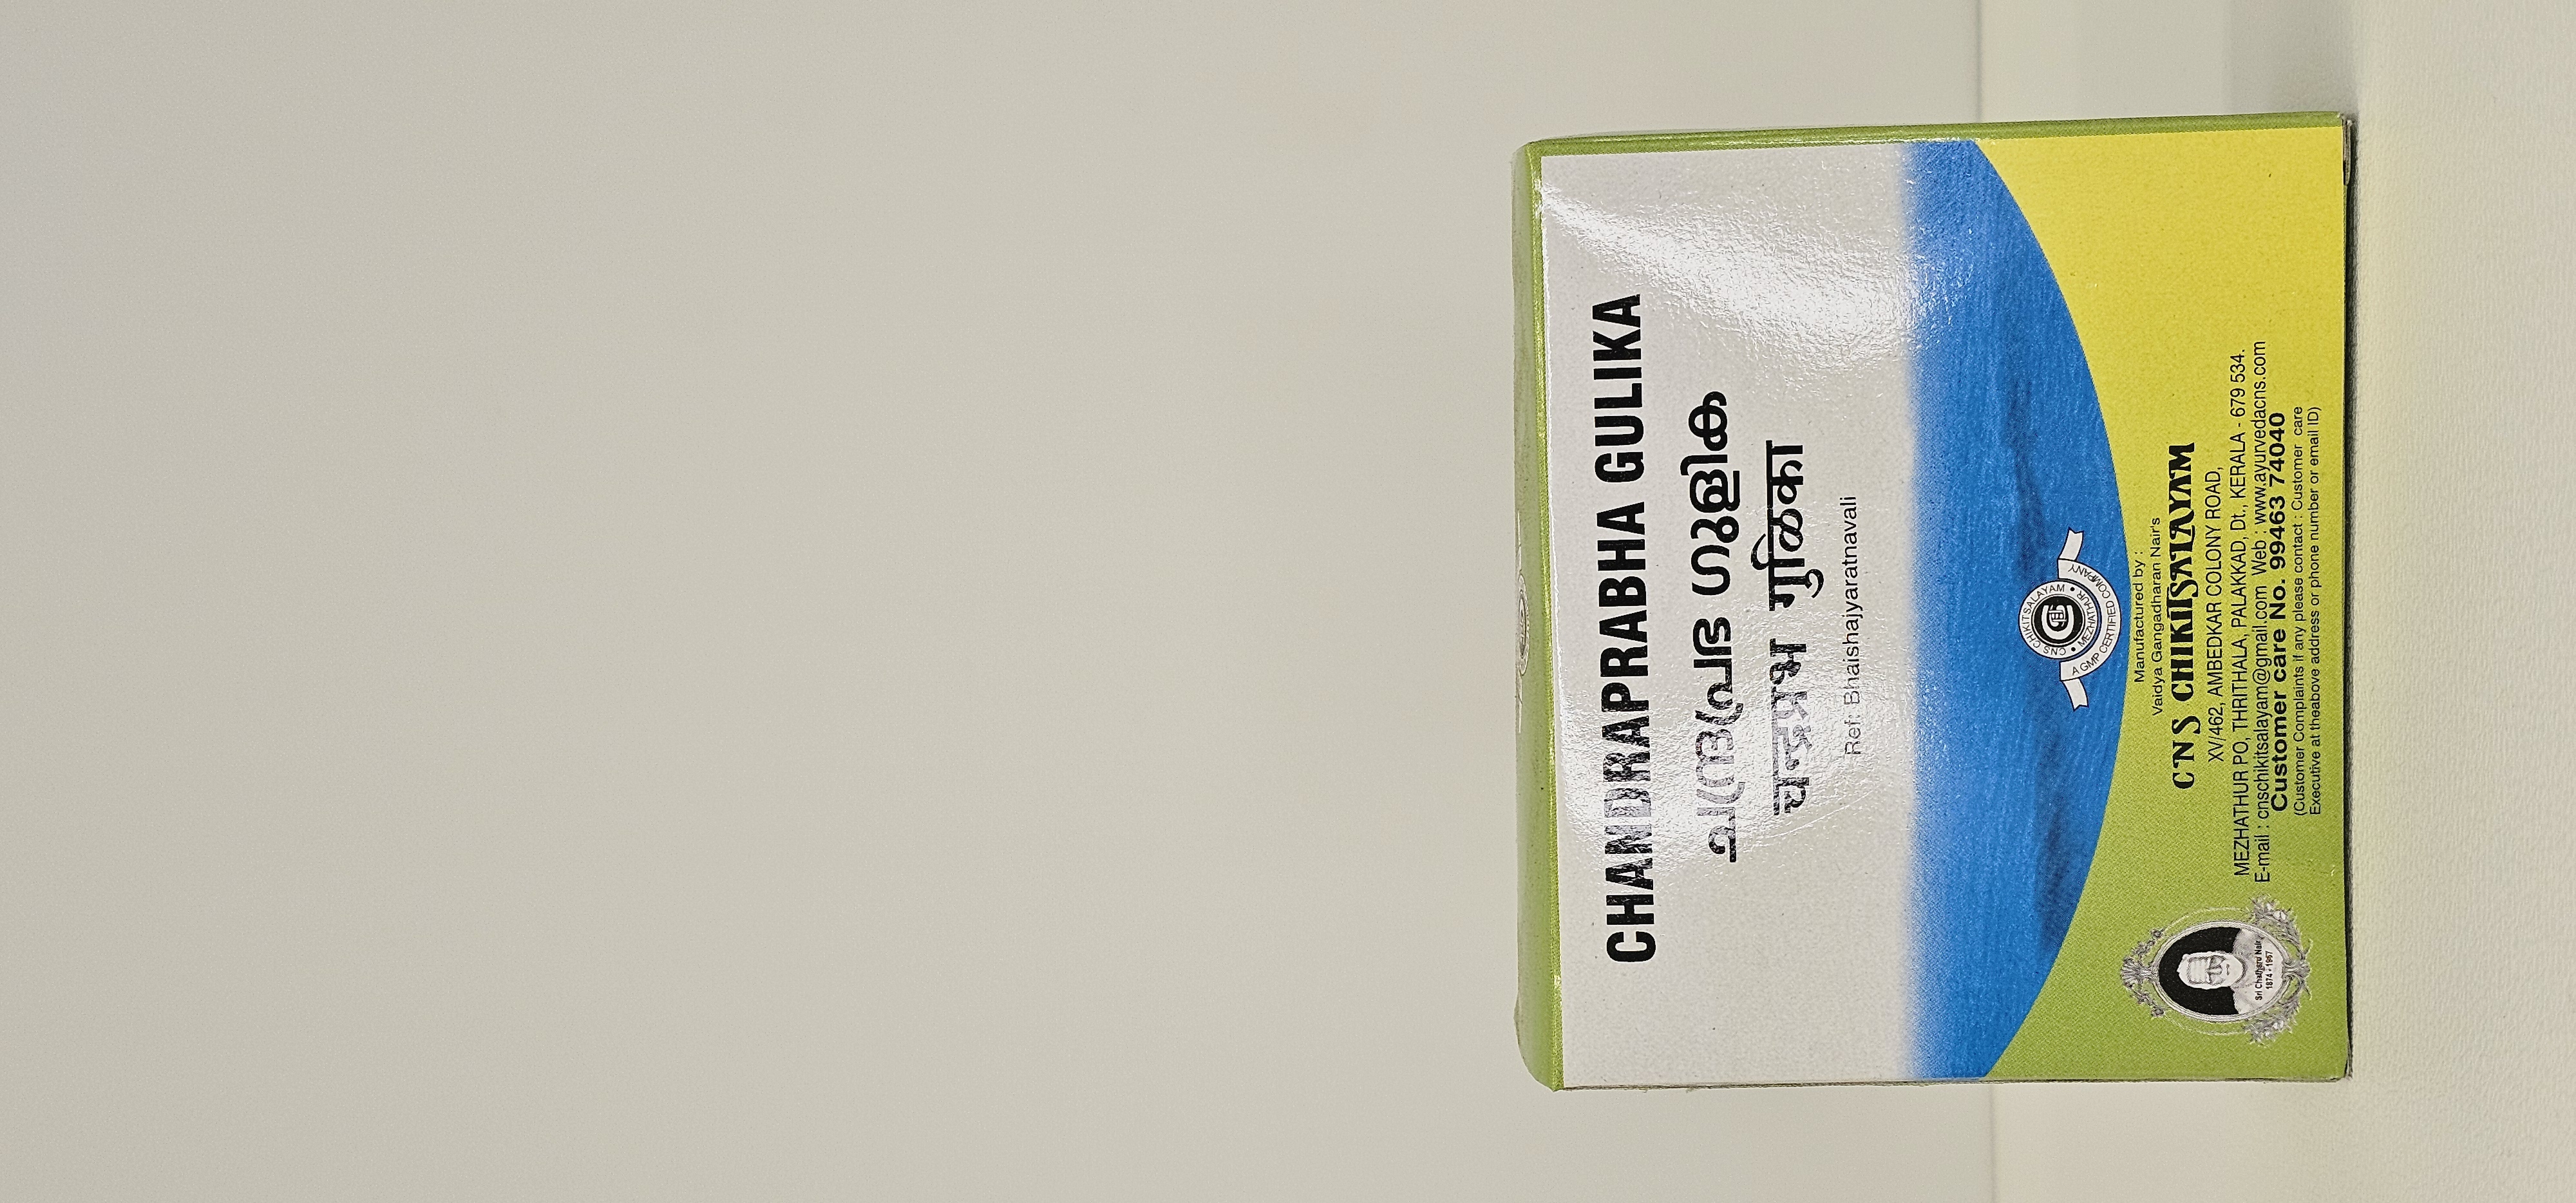 CHANDRAPRABHA GULIKA
ചന്ദ്രപ്രഭ ഗുളിക
चन्द्रप्रभ गुळिका
Ref: Bhaishajyaratnavali
CNS CHIKITSALAYAM • MEZHATHUR •
A GMP CERTIFIED COMPANY
Manufactured by :
Vaidya Gangadharan Nair's
CNS CHIKITSALAYAM
XV/462, AMBEDKAR COLONY ROAD,
MEZHATHUR PO, THRITHALA, PALAKKAD, Dt., KERALA - 679 534.
E-mail : cnschikitsalayam@gmail.com Web : www.ayurvedacns.com
Customer care No. 99463 74040
(Customer Complaints if any please contact : Customer care
Executive at theabove address or phone number or email ID)
Sri Chatharu Nair
1874 - 1967